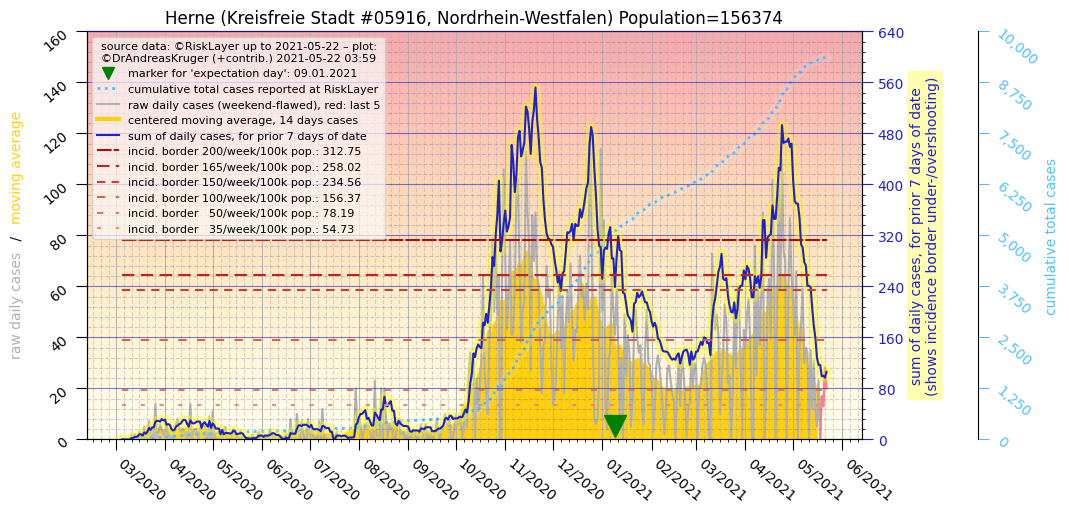 Herne (Kreisfreie Stadt #05916, Nordrhein-Westfalen) Population=156374
source data: ©RiskLayer up to 2021-05-22 – plot:
©DrAndreasKruger (+contrib.) 2021-05-22 03:59
marker for 'expectation day': 09.01.2021
cumulative total cases reported at RiskLayer
raw daily cases (weekend-flawed), red: last 5
centered moving average, 14 days cases
sum of daily cases, for prior 7 days of date
incid. border 200/week/100k pop.: 312.75
incid. border 165/week/100k pop.: 258.02
incid. border 150/week/100k pop.: 234.56
incid. border 100/week/100k pop.: 156.37
incid. border 50/week/100k pop.: 78.19
incid. border 35/week/100k pop.: 54.73
raw daily cases / moving average
160
140
120
100
80
60
40
20
0
03/2020
04/2020
05/2020
06/2020
07/2020
08/2020
09/2020
10/2020
11/2020
12/2020
01/2021
02/2021
03/2021
04/2021
05/2021
06/2021
640
560
480
400
320
240
160
80
0
sum of daily cases, for prior 7 days of date
(shows incidence border under-/overshooting)
10,000
8,750
7,500
6,250
5,000
3,750
2,500
1,250
0
cumulative total cases